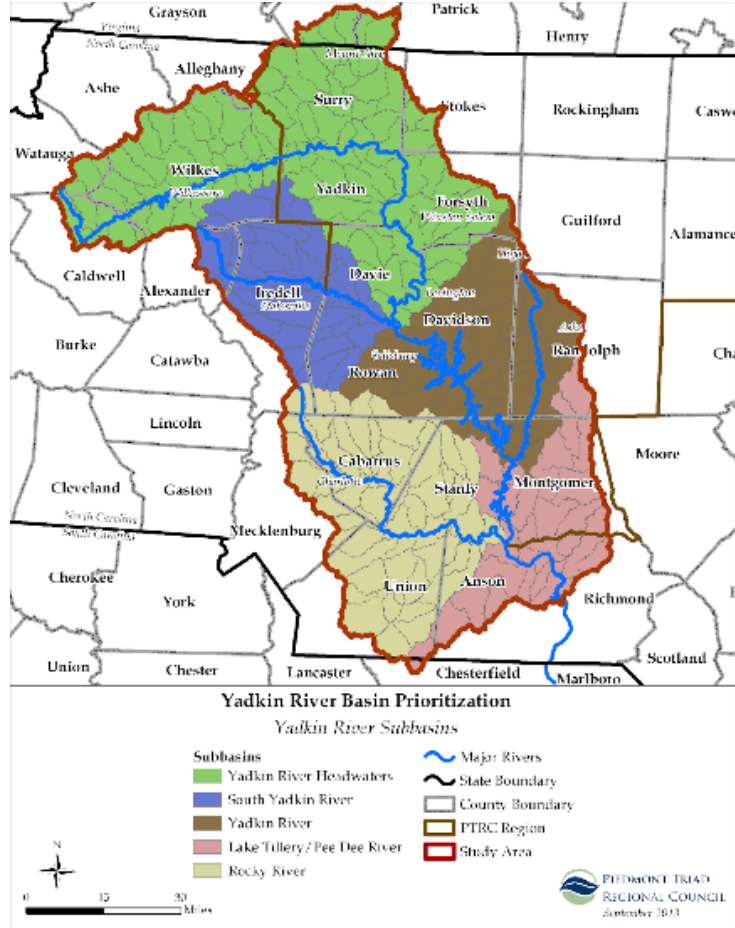 Grayson
Patrick
Virginia
North Carolina
Henry
Mount Airy
Alleghany
Ashe
Surry
Stokes
Rockingham
Casw
Watauga
Wilkes
Wilkesboro
Yadkin
Forsyth
Winston Salem
Guilford
Alamance
Caldwell
Alexander
Davie
Iredell
Statesville
Lexington
Davidson
Burke
Catawba
Salisbury
Rowan
Randolph
Cha
Lincoln
Cabarrus
Stanly
Montgomer
Moore
Cleveland
Gaston
North Carolina
South Carolina
Mecklenburg
Cherokee
York
Union
Anson
Richmond
Union
Chester
Lancaster
Chesterfield
Marlboro
Scotland
Yadkin River Basin Prioritization
Yadkin River Subbasins
Subbasins
Yadkin River Headwaters
South Yadkin River
Yadkin River
Lake Tillery/Pee Dee River
Rocky River
Major Rivers
State Boundary
County Boundary
PTRC Region
Study Area
N
0 15 20
Miles
PIEDMONT TRIAD
REGIONAL COUNCIL
September 2013